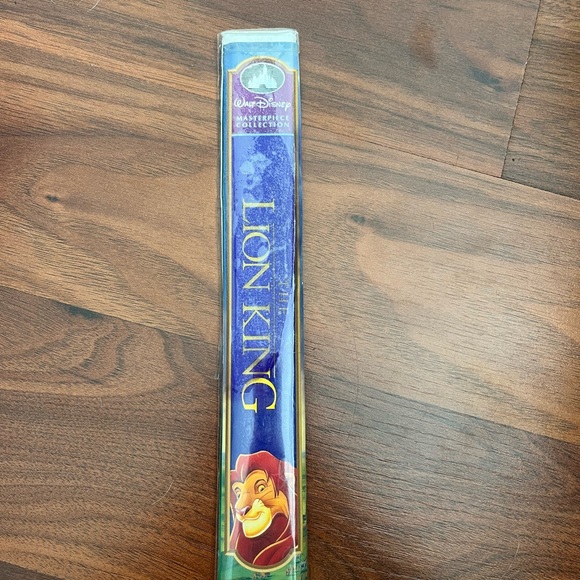 WALT DISNEY
MASTERPIECE
COLLECTION
THE
LION KING